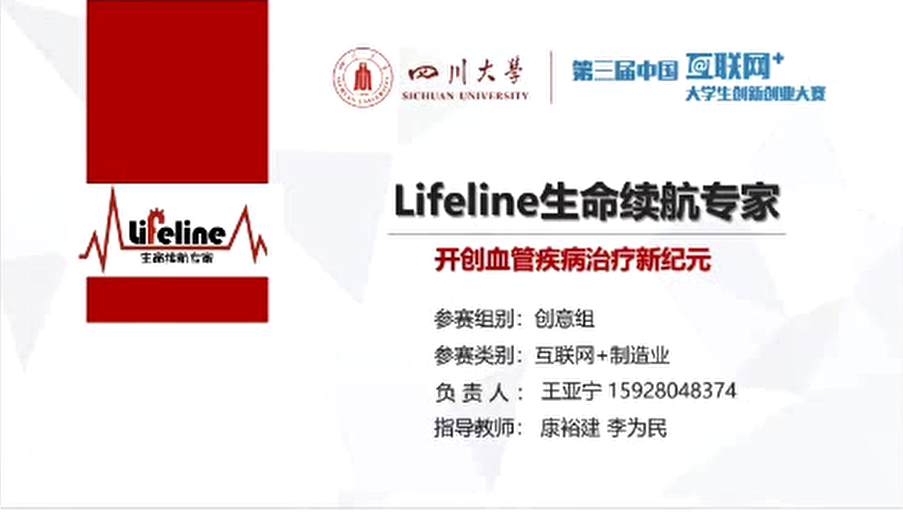 四川大学
SICHUAN UNIVERSITY
第三届中国 互联网+
大学生创新创业大赛
Lifeline
生命续航专家
Lifeline生命续航专家
开创血管疾病治疗新纪元
参赛组别：创意组
参赛类别：互联网+制造业
负 责 人 ： 王亚宁 15928048374
指导教师： 康裕建 李为民